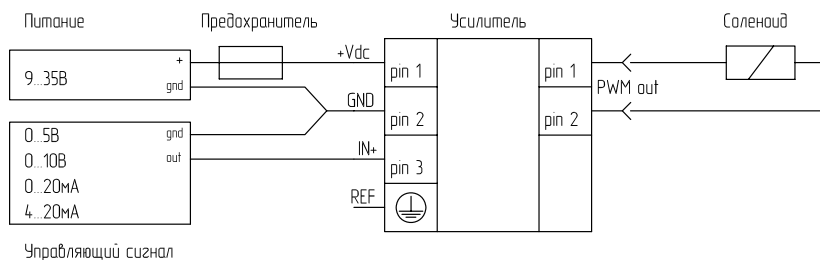 Питание
Предохранитель
Усилитель
Соленоид
9...35В
+
gnd
+Vdc
pin 1
pin 1
PWM out
GND
pin 2
pin 2
0...5В
0...10В
0...20мА
4...20мА
gnd
out
IN+
pin 3
REF
Управляющий сигнал